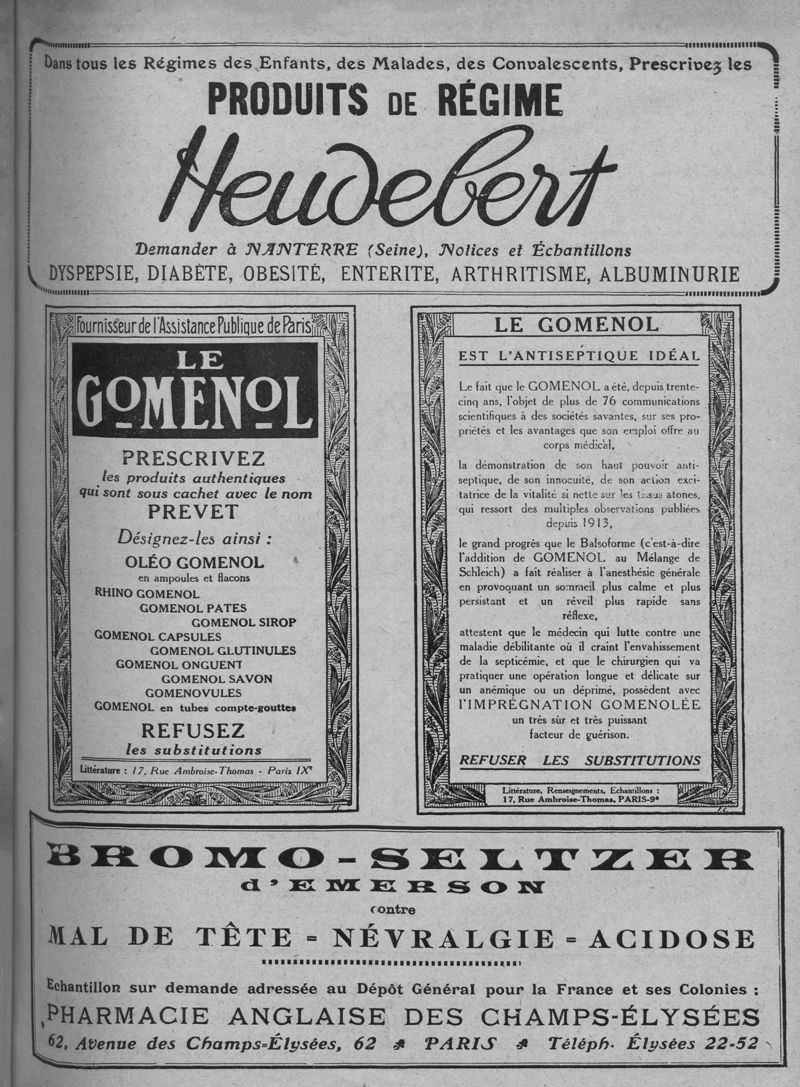 Dans tous les Régimes des Enfants, des Malades, des Convalescents, Prescrivez les
PRODUITS DE RÉGIME
Heudebert
Demander à NANTERRE (Seine), Notices et Échantillons
DYSPEPSIE, DIABÈTE, OBESITÉ, ENTERITE, ARTHRITISME, ALBUMINURIE
Fournisseur de l'Assistance Publique de Paris
LE
GOMENOL
PRESCRIVEZ
les produits authentiques
qui sont sous cachet avec le nom
PREVET
Désignez-les ainsi :
OLÉO GOMENOL
en ampoules et flacons
RHINO GOMENOL
GOMENOL PATES
GOMENOL SIROP
GOMENOL CAPSULES
GOMENOL GLUTINULES
GOMENOL ONGUENT
GOMENOL SAVON
GOMENOVULES
GOMENOL en tubes compte-gouttes
REFUSEZ
les substitutions
Littérature : 17, Rue Ambroise-Thomas - Paris IXe
LE GOMENOL
EST L'ANTISEPTIQUE IDÉAL
Le fait que le GOMENOL a été, depuis trente-
cinq ans, l'objet de plus de 76 communications
scientifiques à des sociétés savantes, sur ses pro-
priétés et les avantages que son emploi offre au
corps médical,
la démonstration de son haut pouvoir anti-
septique, de son innocuité, de son action exci-
tatrice de la vitalité si nette sur les tissus atones,
qui ressort des multiples observations publiées
depuis 1913,
le grand progrès que le Balsoforme (c'est-à-dire
l'addition de GOMENOL au Mélange de
Schleich) a fait réaliser à l'anesthésie générale
en provoquant un sommeil plus calme et plus
persistant et un réveil plus rapide sans
réflexe,
attestent que le médecin qui lutte contre une
maladie débilitante où il craint l'envahissement
de la septicémie, et que le chirurgien qui va
pratiquer une opération longue et délicate sur
un anémique ou un déprimé, possèdent avec
l'IMPRÉGNATION GOMENOLÉE
un très sûr et très puissant
facteur de guérison.
REFUSER LES SUBSTITUTIONS
Littérature, Renseignements, Echantillons :
17, Rue Ambroise-Thomas, PARIS-9e
BROMO-SELTZER
d'EMERSON
contre
MAL DE TÊTE = NÉVRALGIE = ACIDOSE
Echantillon sur demande adressée au Dépôt Général pour la France et ses Colonies :
PHARMACIE ANGLAISE DES CHAMPS-ÉLYSÉES
62, Avenue des Champs-Élysées, 62 PARIS Téléph. Élysées 22-52